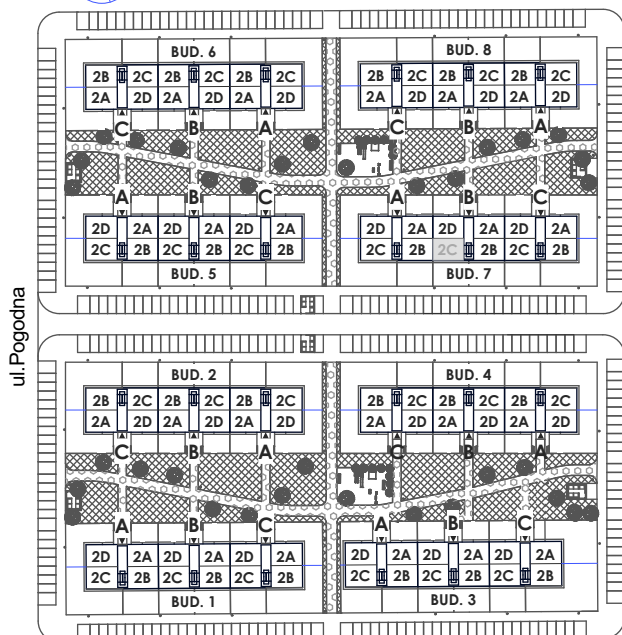 BUD. 6 BUD. 8
2B 2C 2B 2C 2B 2C 2B 2C 2B 2C 2B 2C
2A 2D 2A 2D 2A 2D 2A 2D 2A 2D 2A 2D
C B A C B A
A B C A B C
2D 2A 2D 2A 2D 2A 2D 2A 2D 2A 2D 2A
2C 2B 2C 2B 2C 2B 2C 2B 2C 2B 2C 2B
BUD. 5 BUD. 7
ul.Pogodna
BUD. 2 BUD. 4
2B 2C 2B 2C 2B 2C 2B 2C 2B 2C 2B 2C
2A 2D 2A 2D 2A 2D 2A 2D 2A 2D 2A 2D
C B A C B A
A B C A B C
2D 2A 2D 2A 2D 2A 2D 2A 2D 2A 2D 2A
2C 2B 2C 2B 2C 2B 2C 2B 2C 2B 2C 2B
BUD. 1 BUD. 3